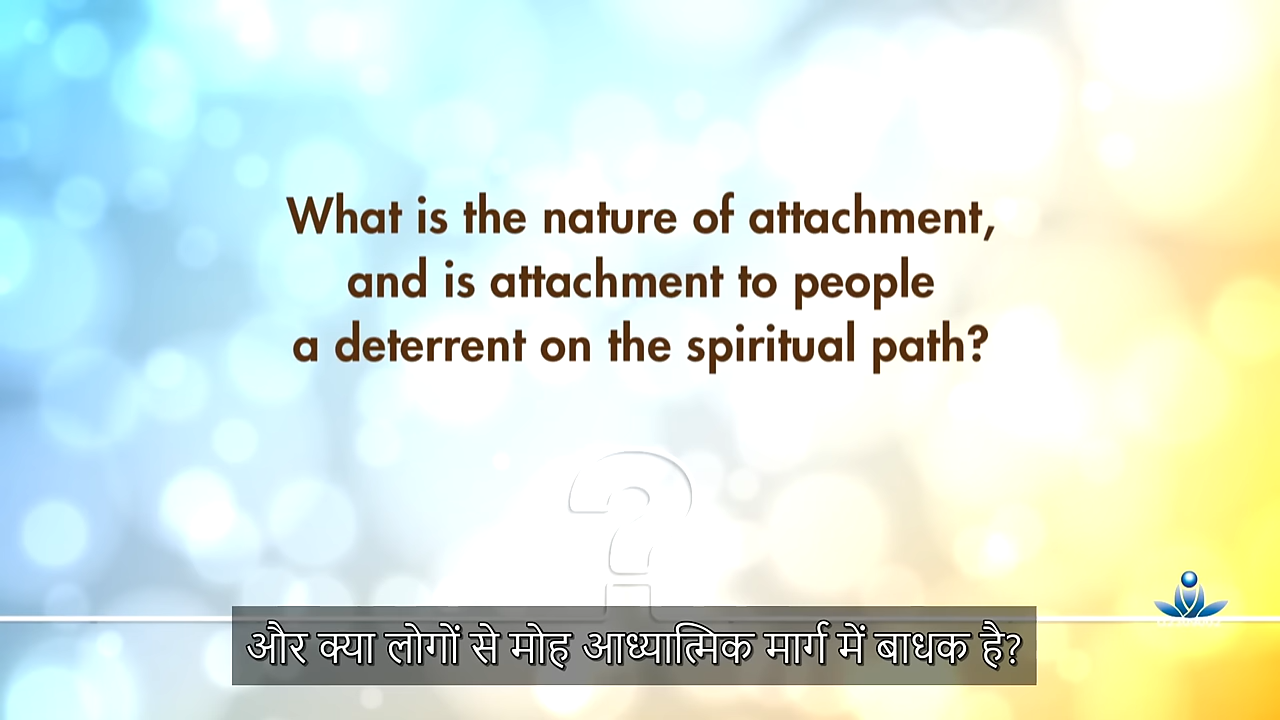 What is the nature of attachment,
and is attachment to people
a deterrent on the spiritual path?
?
और क्या लोगों से मोह आध्यात्मिक मार्ग में बाधक है?